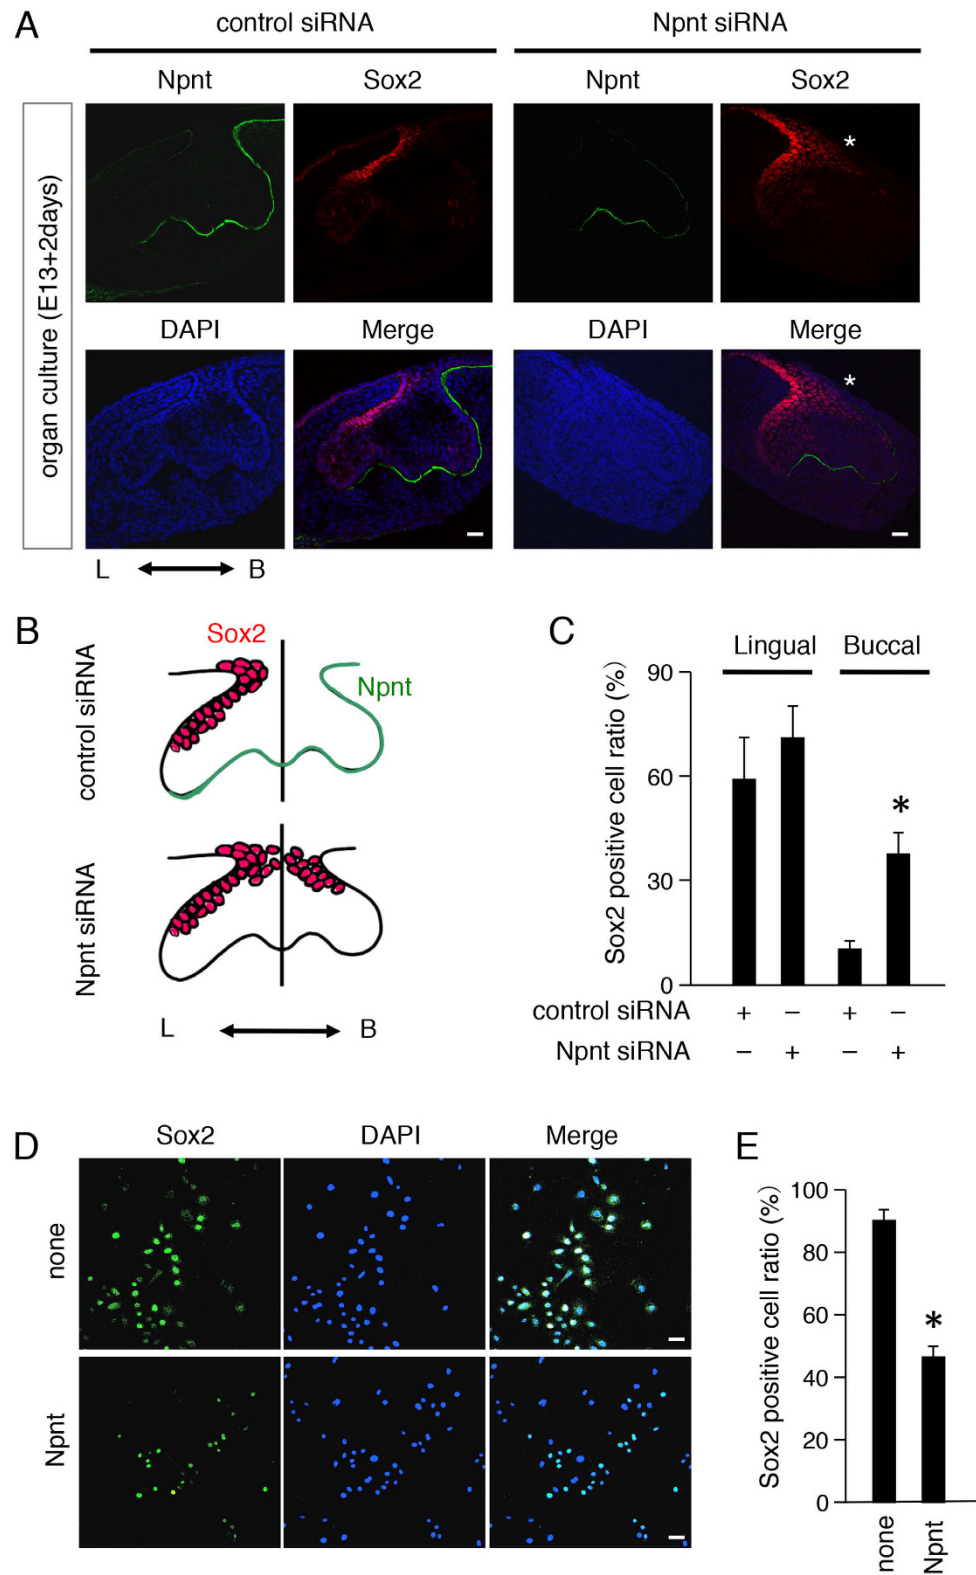 A
control siRNA
Npnt siRNA
Npnt
Sox2
Npnt
Sox2
*
organ culture (E13+2days)
DAPI
Merge
DAPI
Merge
*
L
B
B
control siRNA
Sox2
Npnt
Npnt siRNA
L
B
C
Lingual
Buccal
Sox2 positive cell ratio (%)
90
60
30
0
*
control siRNA + − + −
Npnt siRNA − + − +
D
Sox2
DAPI
Merge
none
Npnt
E
Sox2 positive cell ratio (%)
100
80
60
40
20
0
*
none
Npnt